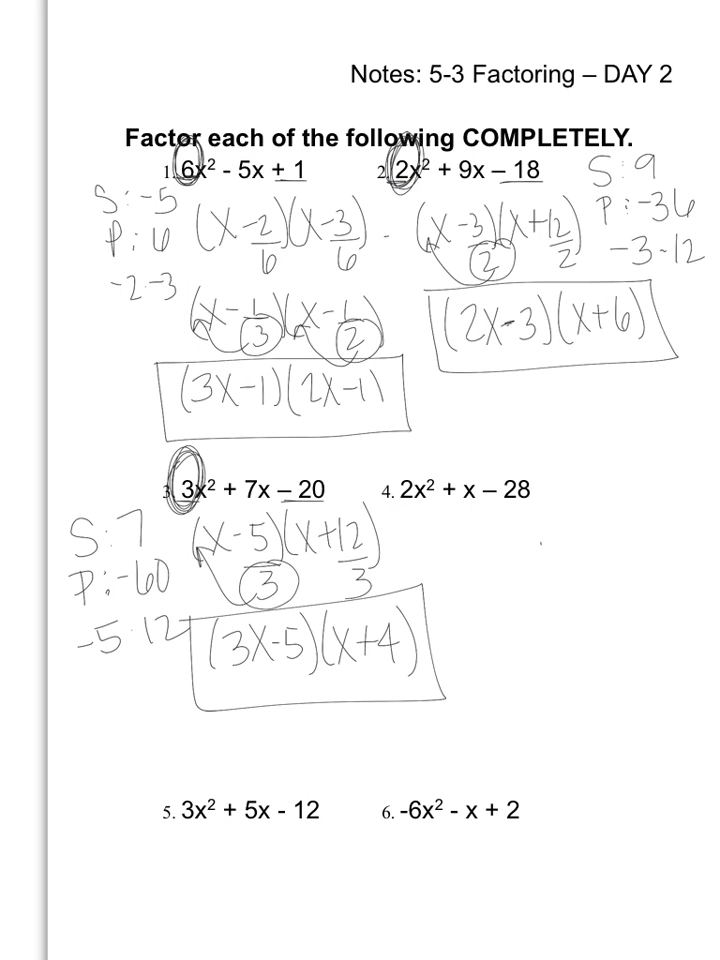 Notes: 5-3 Factoring – DAY 2
Factor each of the following COMPLETELY.
1. 6x² - 5x + 1
S: -5
P: 6
-2 · -3
(x - 2/6)(x - 3/6)
(x - 1/3)(x - 1/2)
(3x - 1)(2x - 1)
2. 2x² + 9x – 18
S: 9
P: -36
-3 · 12
(x - 3/2)(x + 12/2)
(2x - 3)(x + 6)
3. 3x² + 7x – 20
S: 7
P: -60
-5 · 12
(x - 5/3)(x + 12/3)
(3x - 5)(x + 4)
4. 2x² + x – 28
5. 3x² + 5x - 12
6. -6x² - x + 2